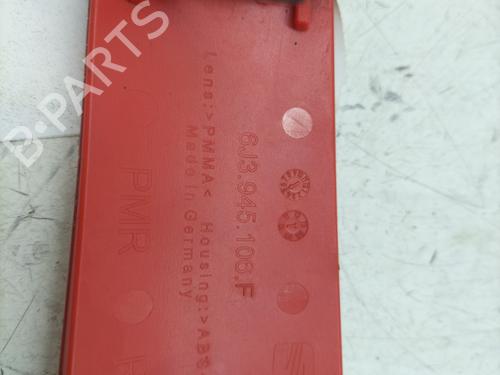 B-PARTS
6J3.945.106.F
Lens:>PMMA< Housing:>ABS
Made in Germany
PMR